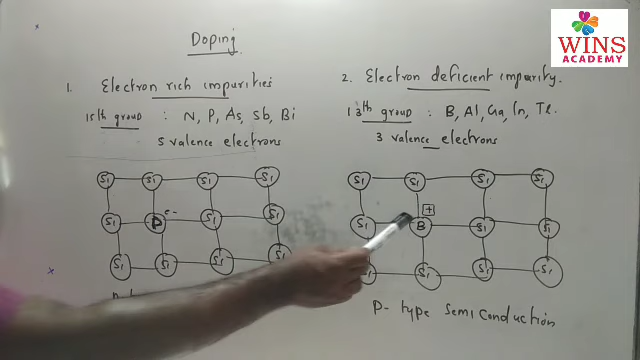 WINS
ACADEMY
Doping
1. Electron rich impurities
15th group : N, P, As, Sb, Bi
5 valence electrons
Si Si Si Si
Si P e- Si Si
Si Si Si Si
2. Electron deficient impurity.
13th group : B, Al, Ga, In, Tl.
3 valence electrons
Si Si Si Si
Si B + Si Si
Si Si Si
P- type Semi Conduction